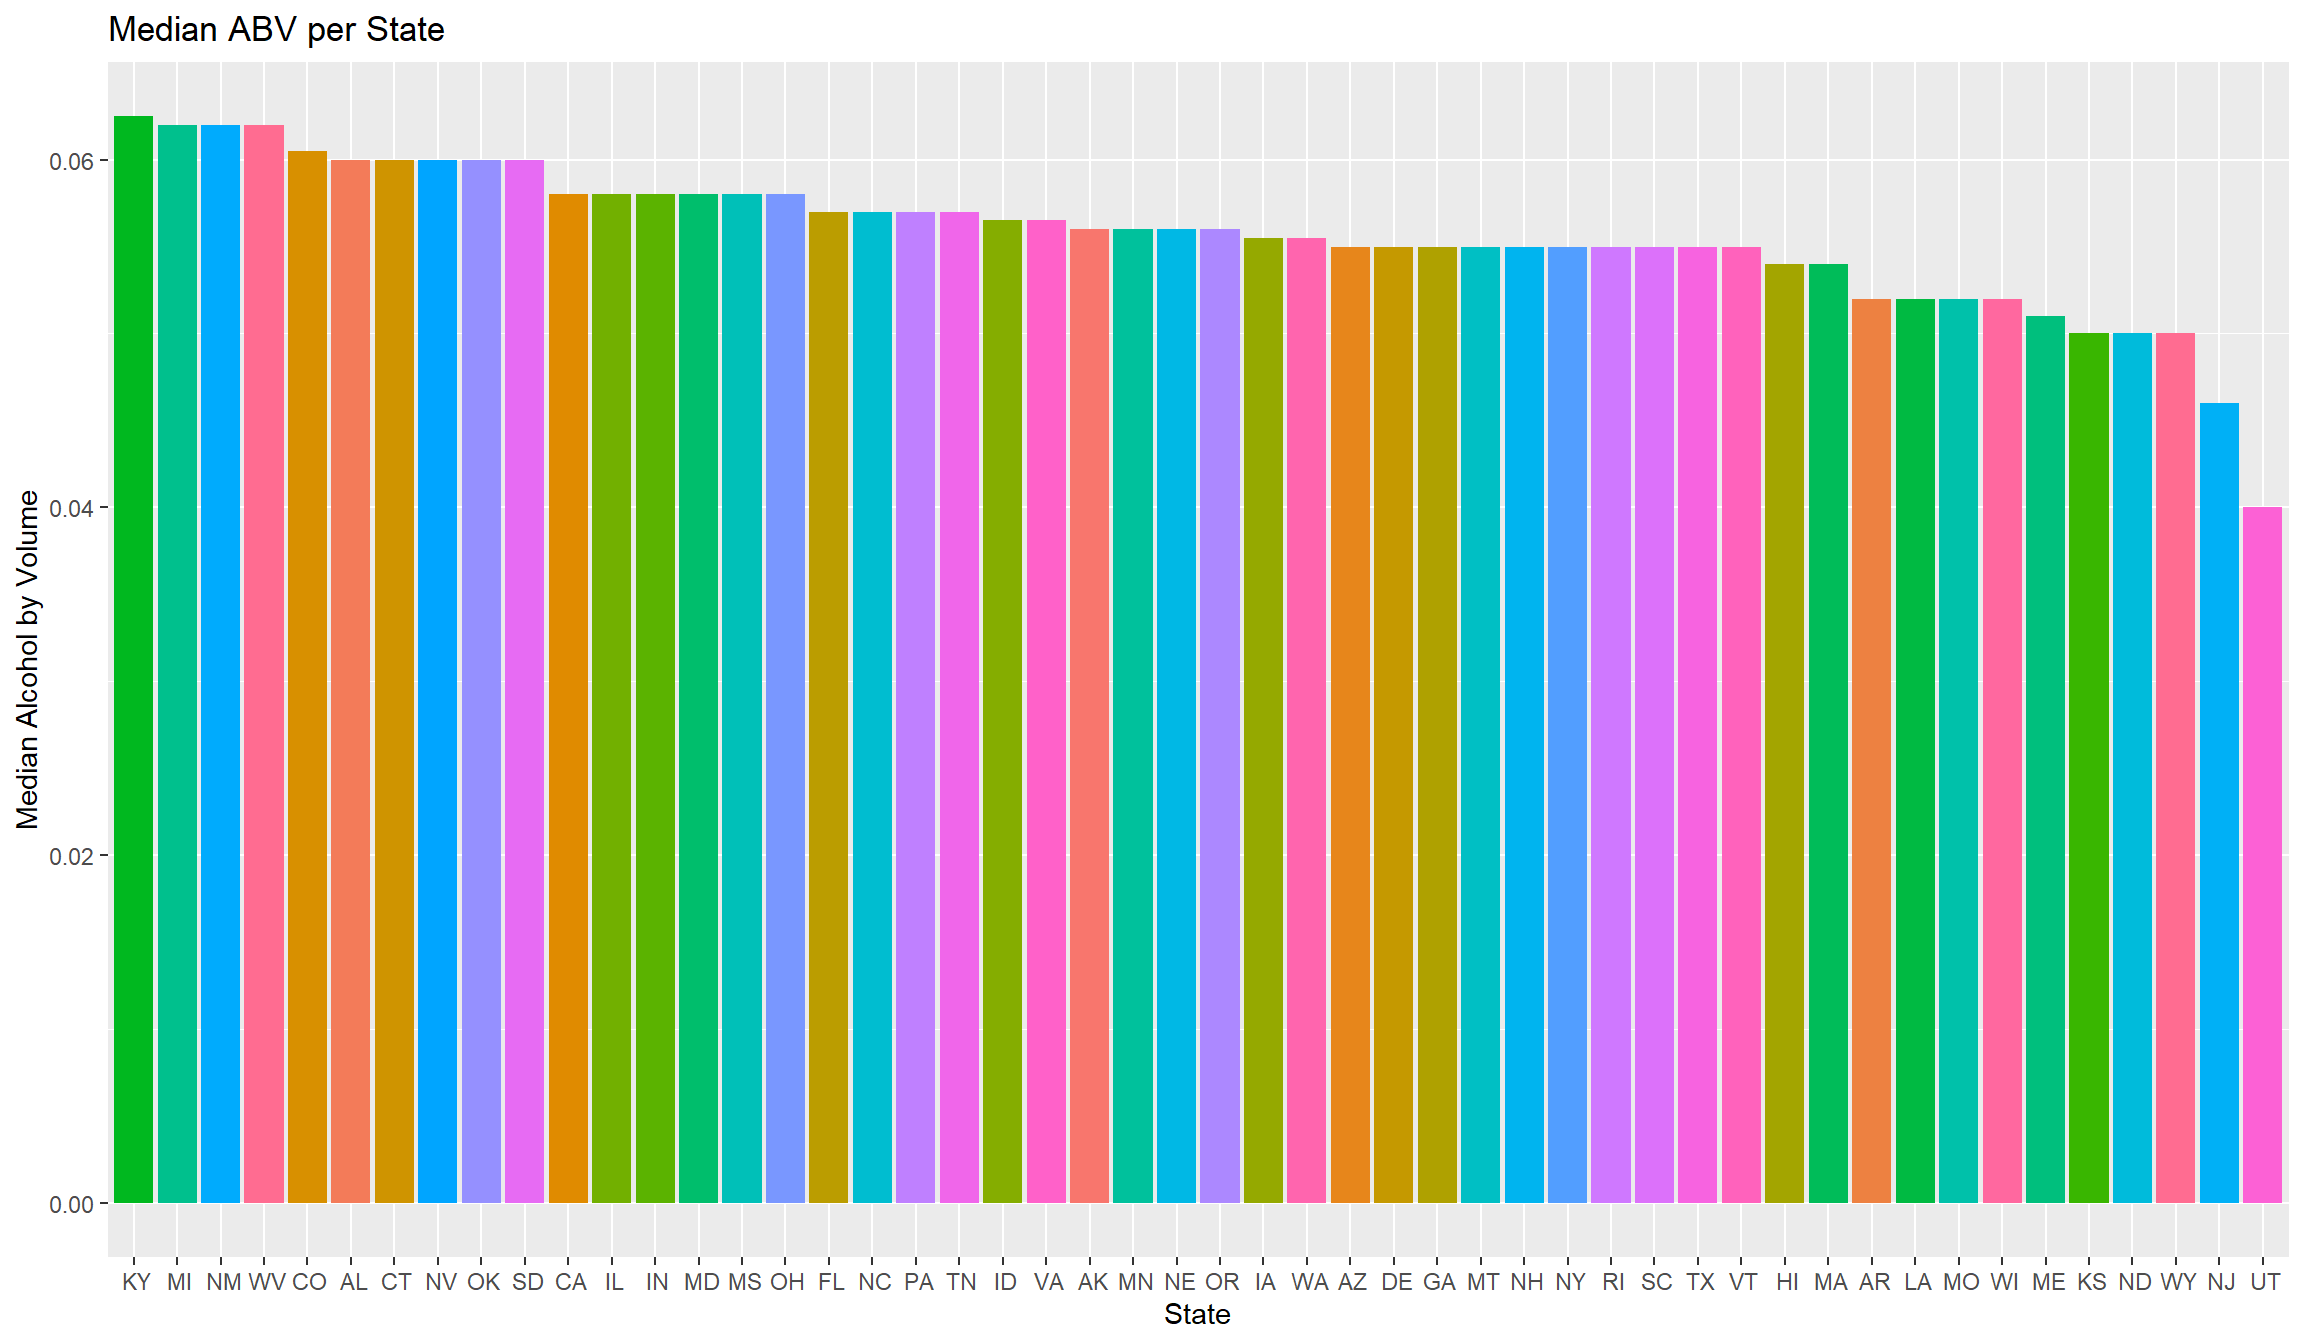 Median ABV per State
Median Alcohol by Volume
0.06
0.04
0.02
0.00
KY MI NM WV CO AL CT NV OK SD CA IL IN MD MS OH FL NC PA TN ID VA AK MN NE OR IA WA AZ DE GA MT NH NY RI SC TX VT HI MA AR LA MO WI ME KS ND WY NJ UT
State